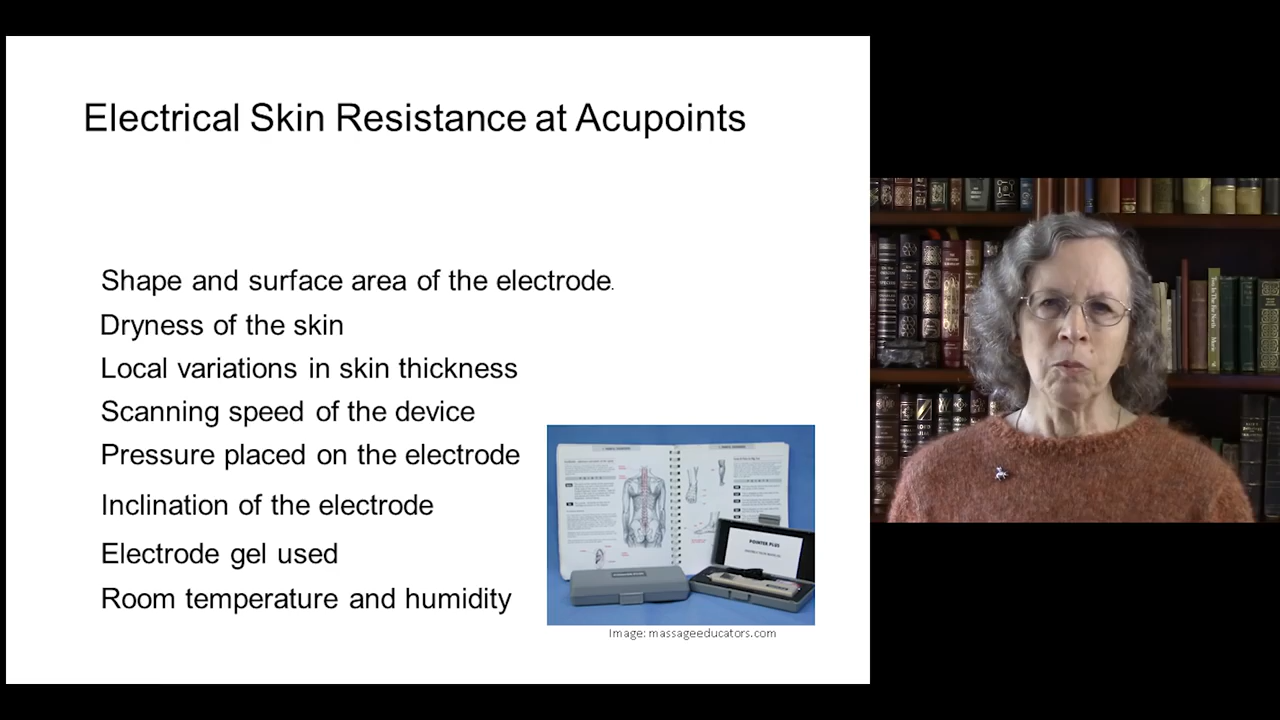 Electrical Skin Resistance at Acupoints
Shape and surface area of the electrode.
Dryness of the skin
Local variations in skin thickness
Scanning speed of the device
Pressure placed on the electrode
Inclination of the electrode
Electrode gel used
Room temperature and humidity
POINTER PLUS
Image: massageeducators.com